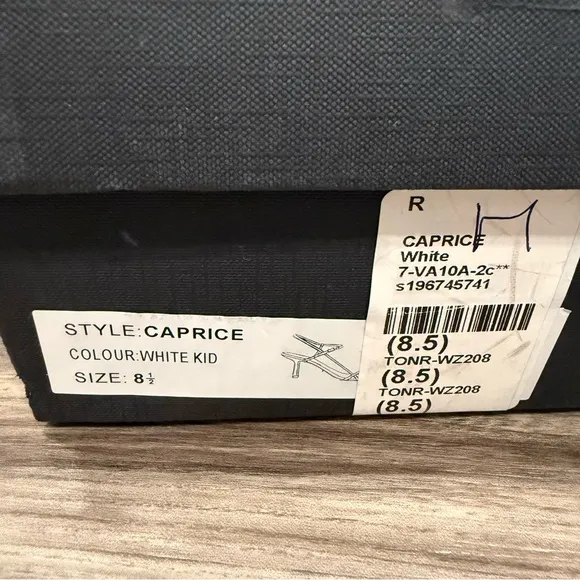 STYLE:CAPRICE
COLOUR:WHITE KID
SIZE: 8½
R
CAPRICE
White
7-VA10A-2c**
s196745741
(8.5)
TONR-WZ208
(8.5)
TONR-WZ208
(8.5)